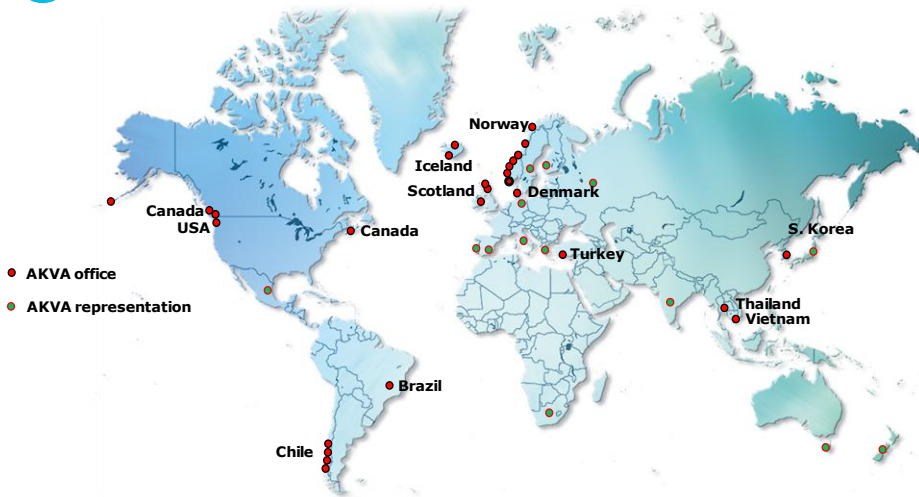 Norway
Iceland
Scotland
Denmark
Canada
USA
Canada
S. Korea
Turkey
AKVA office
AKVA representation
Thailand
Vietnam
Brazil
Chile